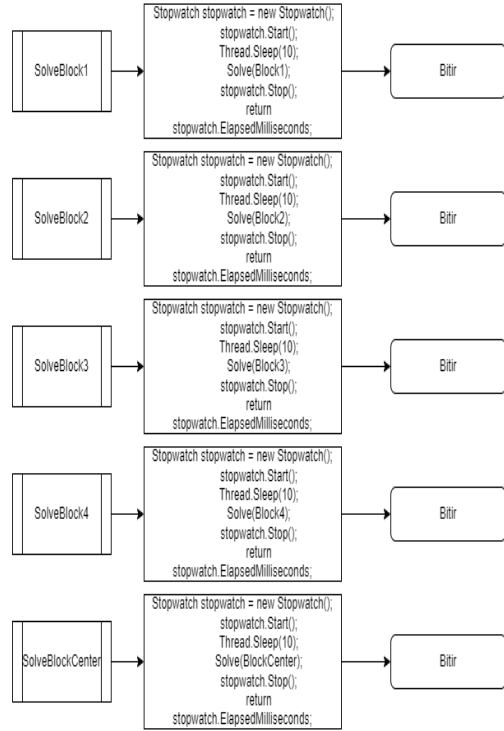 SolveBlock1
Stopwatch stopwatch = new Stopwatch();
stopwatch.Start();
Thread.Sleep(10);
Solve(Block1);
stopwatch.Stop();
return
stopwatch.ElapsedMilliseconds;
Bitir
SolveBlock2
Stopwatch stopwatch = new Stopwatch();
stopwatch.Start();
Thread.Sleep(10);
Solve(Block2);
stopwatch.Stop();
return
stopwatch.ElapsedMilliseconds;
Bitir
SolveBlock3
Stopwatch stopwatch = new Stopwatch();
stopwatch.Start();
Thread.Sleep(10);
Solve(Block3);
stopwatch.Stop();
return
stopwatch.ElapsedMilliseconds;
Bitir
SolveBlock4
Stopwatch stopwatch = new Stopwatch();
stopwatch.Start();
Thread.Sleep(10);
Solve(Block4);
stopwatch.Stop();
return
stopwatch.ElapsedMilliseconds;
Bitir
SolveBlockCenter
Stopwatch stopwatch = new Stopwatch();
stopwatch.Start();
Thread.Sleep(10);
Solve(BlockCenter);
stopwatch.Stop();
return
stopwatch.ElapsedMilliseconds;
Bitir